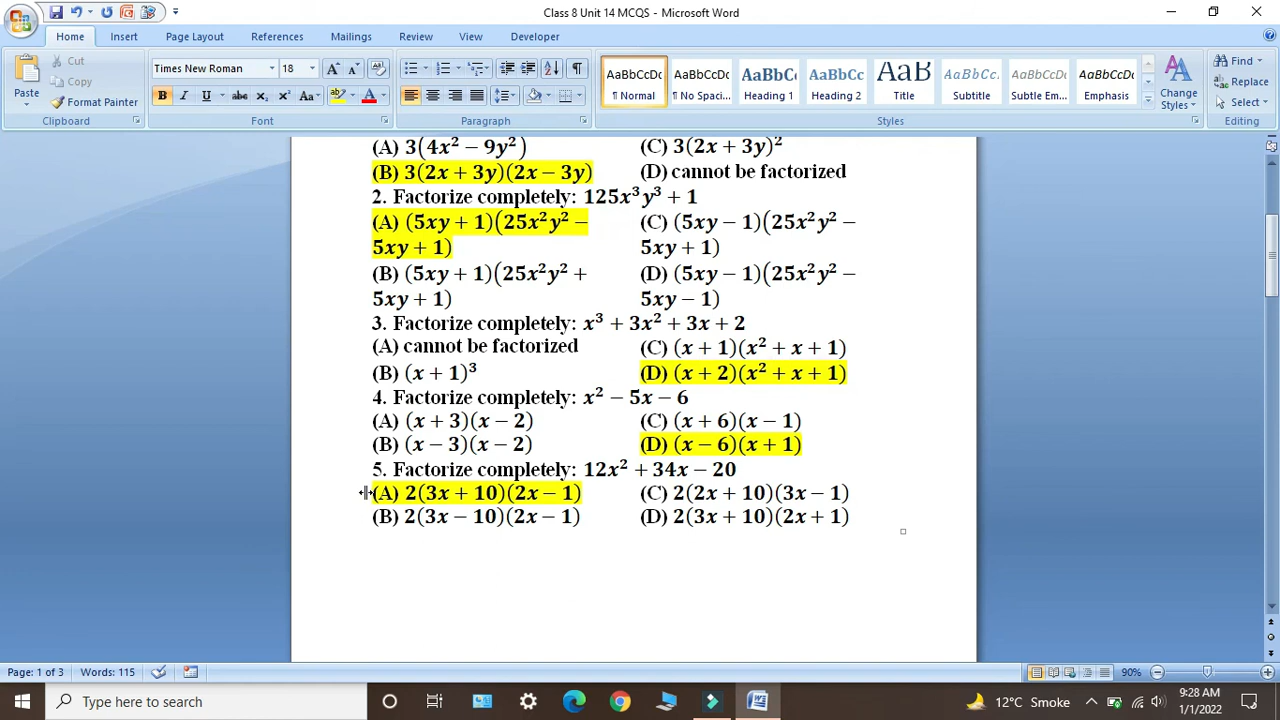 Class 8 Unit 14 MCQS - Microsoft Word
Home Insert Page Layout References Mailings Review View Developer
Paste
Cut
Copy
Format Painter
Clipboard
Times New Roman 18
B I U abc x₂ x² Aa
Font
Paragraph
AaBbCcDc AaBbCcDc AaBbC AaBbCc AaB AaBbCc. AaBbCcDc AaBbCcDc
¶ Normal ¶ No Spaci... Heading 1 Heading 2 Title Subtitle Subtle Em... Emphasis
Change Styles
Styles
Find
Replace
Select
Editing
(A) 3(4x² − 9y²) (C) 3(2x + 3y)²
(B) 3(2x + 3y)(2x − 3y) (D) cannot be factorized
2. Factorize completely: 125x³y³ + 1
(A) (5xy + 1)(25x²y² − (C) (5xy − 1)(25x²y² −
5xy + 1) 5xy + 1)
(B) (5xy + 1)(25x²y² + (D) (5xy − 1)(25x²y² −
5xy + 1) 5xy − 1)
3. Factorize completely: x³ + 3x² + 3x + 2
(A) cannot be factorized (C) (x + 1)(x² + x + 1)
(B) (x + 1)³ (D) (x + 2)(x² + x + 1)
4. Factorize completely: x² − 5x − 6
(A) (x + 3)(x − 2) (C) (x + 6)(x − 1)
(B) (x − 3)(x − 2) (D) (x − 6)(x + 1)
5. Factorize completely: 12x² + 34x − 20
(A) 2(3x + 10)(2x − 1) (C) 2(2x + 10)(3x − 1)
(B) 2(3x − 10)(2x − 1) (D) 2(3x + 10)(2x + 1)
Page: 1 of 3 Words: 115 90%
Type here to search
12°C Smoke
9:28 AM
1/1/2022